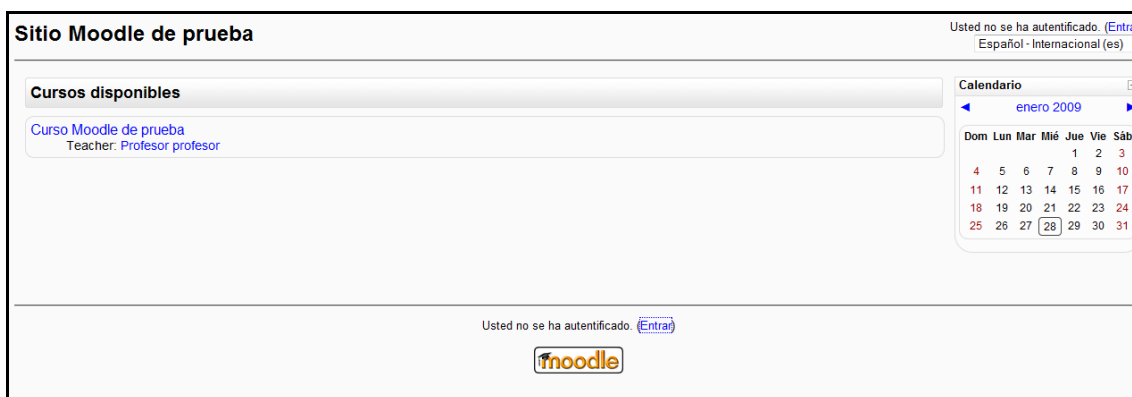 Sitio Moodle de prueba
Usted no se ha autentificado. (Entra
Español - Internacional (es)
Cursos disponibles
Curso Moodle de prueba
Teacher: Profesor profesor
Calendario
◄ enero 2009 ►
Dom Lun Mar Mié Jue Vie Sáb
1 2 3
4 5 6 7 8 9 10
11 12 13 14 15 16 17
18 19 20 21 22 23 24
25 26 27 28 29 30 31
Usted no se ha autentificado. (Entrar)
moodle